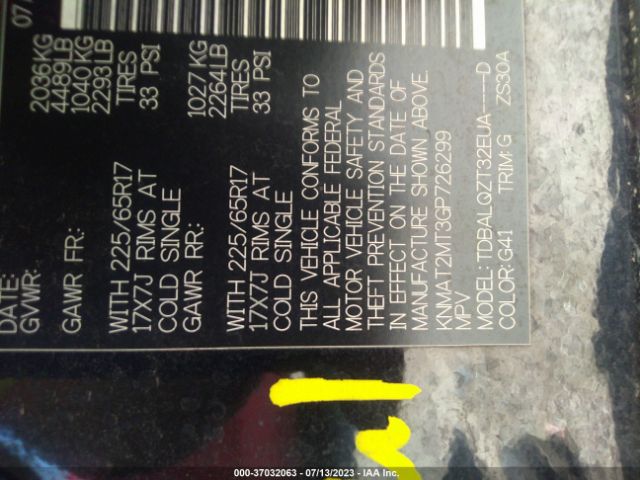 07
DATE:
GVWR: 2036KG
4489LB
GAWR FR: 1040 KG
2293LB
WITH 225/65R17 TIRES
17X7J RIMS AT 33 PSI
COLD SINGLE
GAWR RR: 1027 KG
2264LB
WITH 225/65R17 TIRES
17X7J RIMS AT 33 PSI
COLD SINGLE
THIS VEHICLE CONFORMS TO
ALL APPLICABLE FEDERAL
MOTOR VEHICLE SAFETY AND
THEFT PREVENTION STANDARDS
IN EFFECT ON THE DATE OF
MANUFACTURE SHOWN ABOVE.
KNMAT2MT3GP726299
MPV
MODEL: TDBALQZT32EUA-----D
COLOR: G41 TRIM: G ZS30A
000-37032063 - 07/13/2023 - IAA Inc.